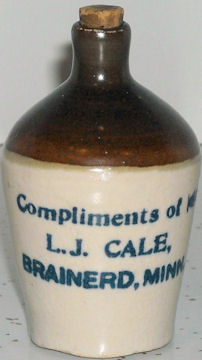 Compliments of
L.J. CALE,
BRAINERD, MINN.